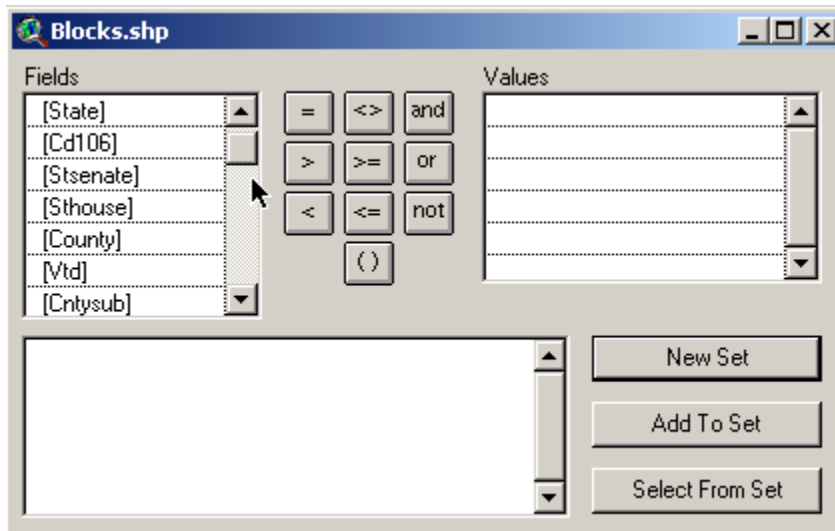 Blocks.shp
Fields
Values
[State]
[Cd106]
[Stsenate]
[Sthouse]
[County]
[Vtd]
[Cntysub]
= <> and
> >= or
< <= not
( )
New Set
Add To Set
Select From Set